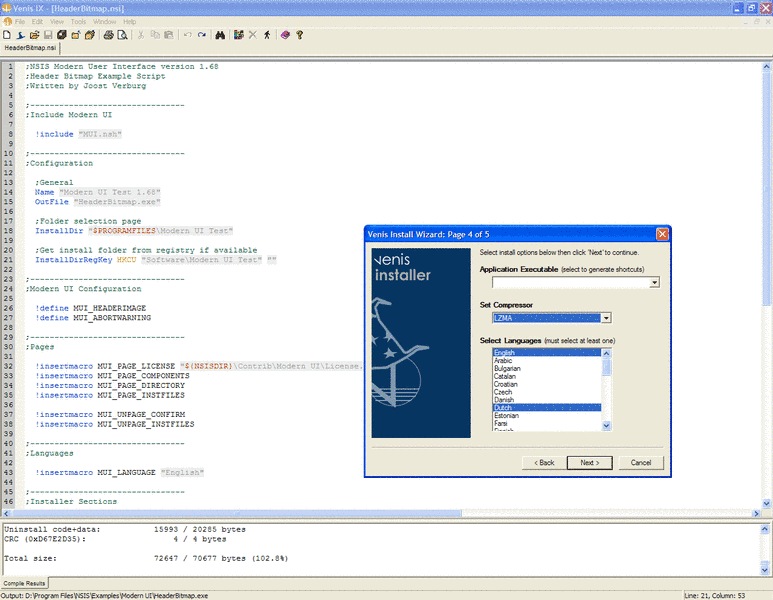 Venis IX - [HeaderBitmap.nsi]
File Edit View Tools Window Help
HeaderBitmap.nsi
1 ;NSIS Modern User Interface version 1.68
2 ;Header Bitmap Example Script
3 ;Written by Joost Verburg
4
5 ;--------------------------------
6 ;Include Modern UI
7
8 !include "MUI.nsh"
9
10 ;--------------------------------
11 ;Configuration
12
13 ;General
14 Name "Modern UI Test 1.68"
15 OutFile "HeaderBitmap.exe"
16
17 ;Folder selection page
18 InstallDir "$PROGRAMFILES\Modern UI Test"
19
20 ;Get install folder from registry if available
21 InstallDirRegKey HKCU "Software\Modern UI Test" ""
22
23 ;--------------------------------
24 ;Modern UI Configuration
25
26 !define MUI_HEADERIMAGE
27 !define MUI_ABORTWARNING
28
29 ;--------------------------------
30 ;Pages
31
32 !insertmacro MUI_PAGE_LICENSE "${NSISDIR}\Contrib\Modern UI\License.
33 !insertmacro MUI_PAGE_COMPONENTS
34 !insertmacro MUI_PAGE_DIRECTORY
35 !insertmacro MUI_PAGE_INSTFILES
36
37 !insertmacro MUI_UNPAGE_CONFIRM
38 !insertmacro MUI_UNPAGE_INSTFILES
39
40 ;--------------------------------
41 ;Languages
42
43 !insertmacro MUI_LANGUAGE "English"
44
45 ;--------------------------------
46 ;Installer Sections
Venis Install Wizard: Page 4 of 5
venis
installer
Select install options below then click 'Next' to continue.
Application Executable (select to generate shortcuts)
Set Compressor
LZMA
Select Languages (must select at least one)
English
Arabic
Bulgarian
Catalan
Croatian
Czech
Danish
Dutch
Estonian
Farsi
< Back
Next >
Cancel
Uninstall code+data: 15993 / 20285 bytes
CRC (0xD67E2D35): 4 / 4 bytes
Total size: 72647 / 70677 bytes (102.8%)
Compile Results
Output: D:\Program Files\NSIS\Examples\Modern UI\HeaderBitmap.exe
Line: 21, Column: 53